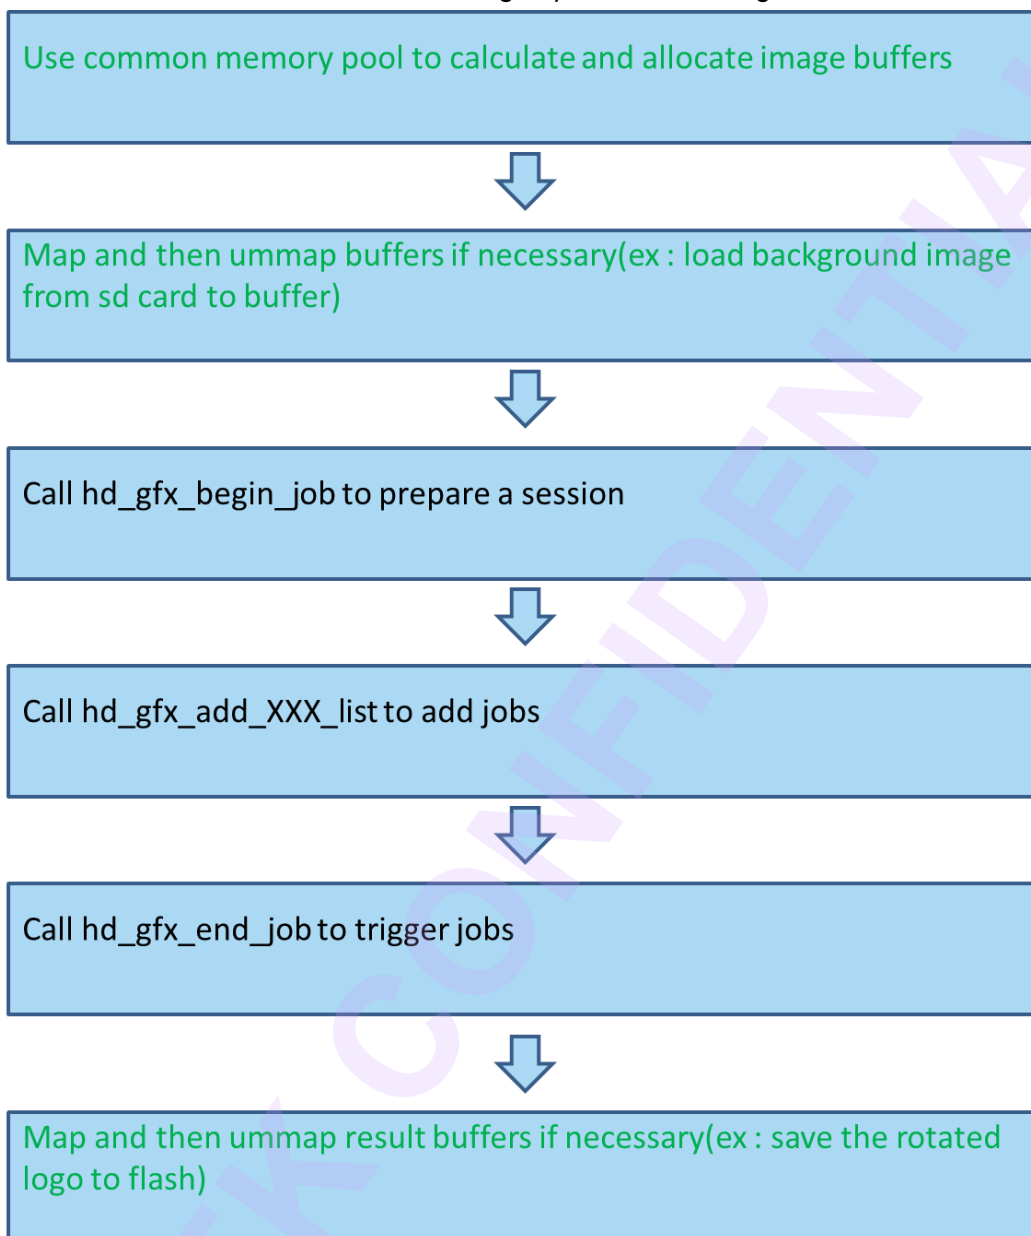 Use common memory pool to calculate and allocate image buffers
Map and then ummap buffers if necessary(ex : load background image
from sd card to buffer)
Call hd_gfx_begin_job to prepare a session
Call hd_gfx_add_XXX_list to add jobs
Call hd_gfx_end_job to trigger jobs
Map and then ummap result buffers if necessary(ex : save the rotated
logo to flash)
CONFIDENTIAL